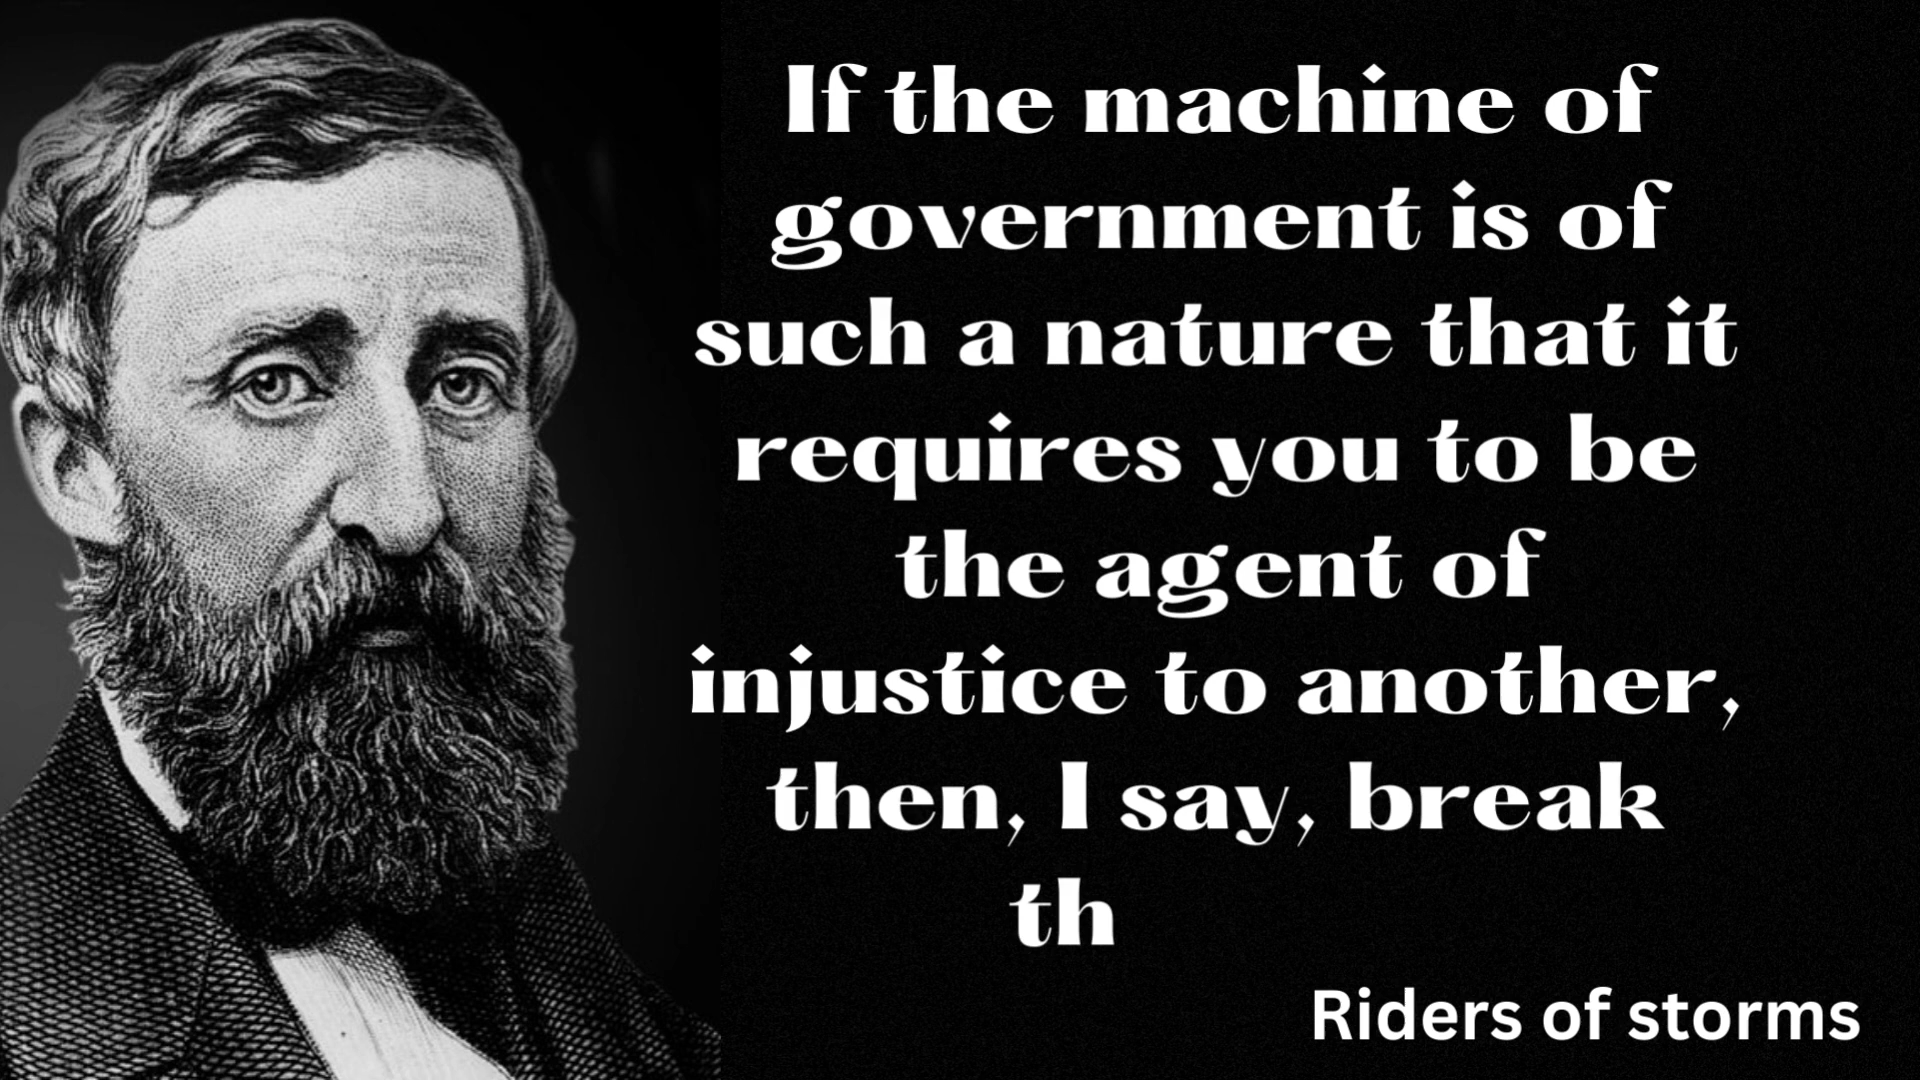 If the machine of
government is of
such a nature that it
requires you to be
the agent of
injustice to another,
then, I say, break
th
Riders of storms